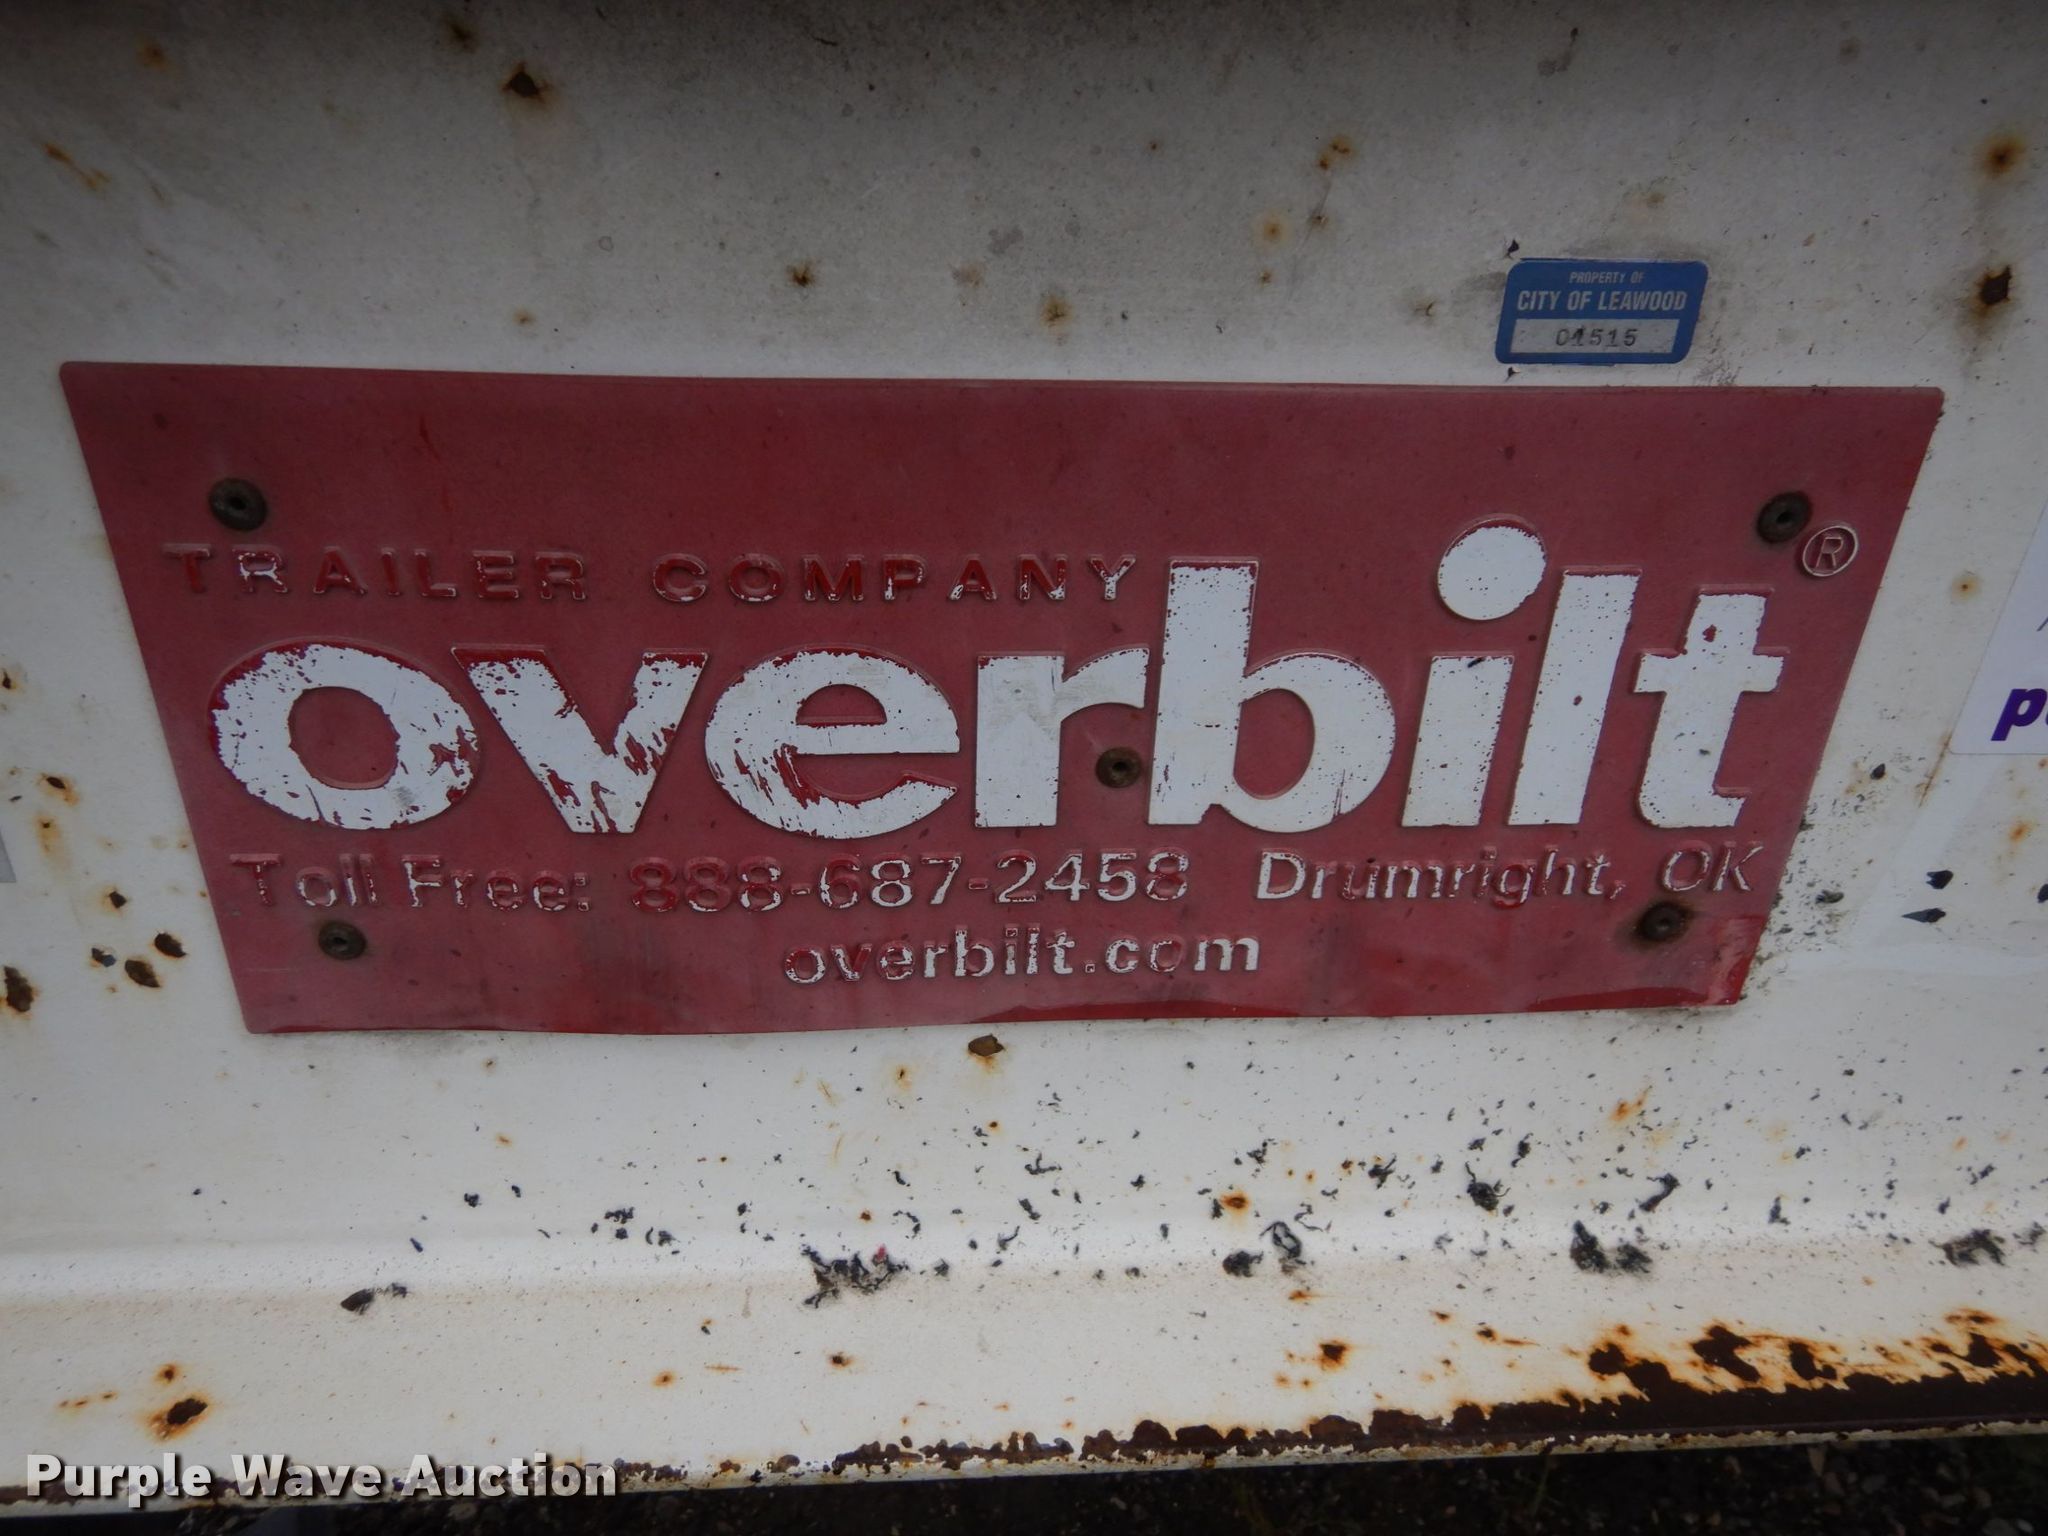 PROPERTY OF
CITY OF LEAWOOD
01515
TRAILER COMPANY
overbilt®
Toll Free: 888-687-2458 Drumright, OK
overbilt.com
Purple Wave Auction